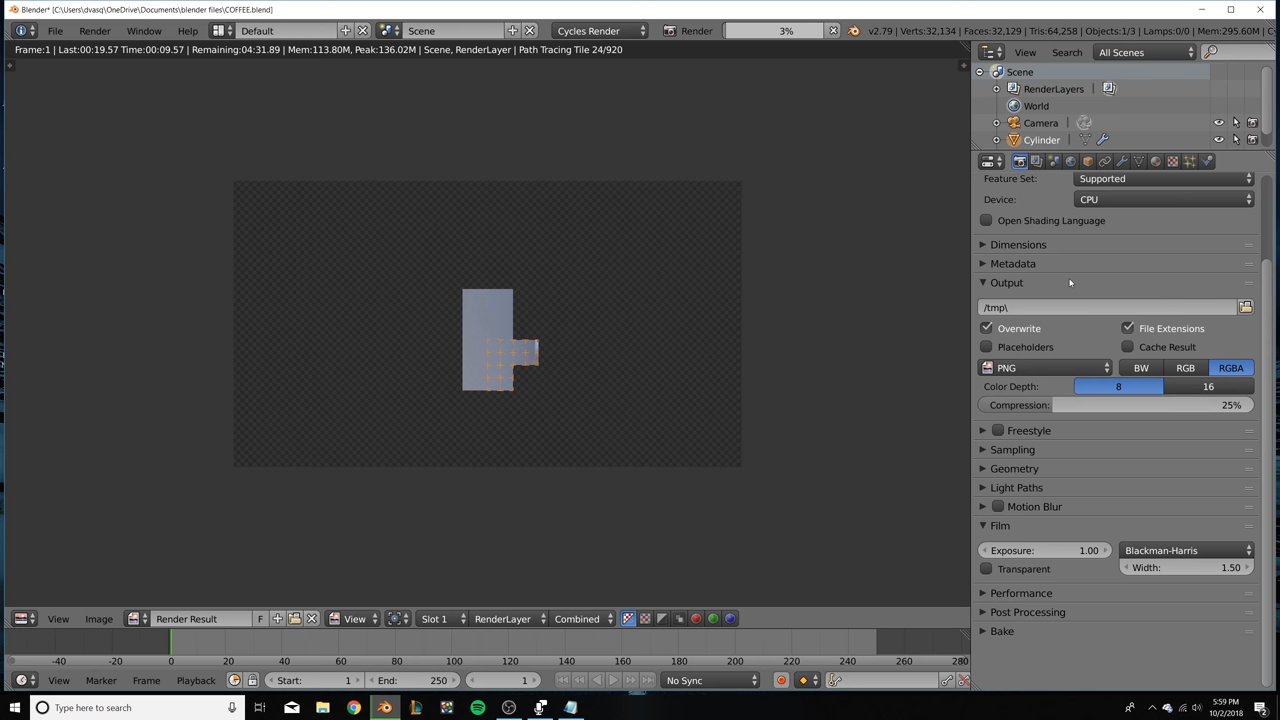 Blender* [C:\Users\dvasq\OneDrive\Documents\blender files\COFFEE.blend]
File Render Window Help Default Scene Cycles Render Render 3% v2.79 | Verts:32,134 | Faces:32,129 | Tris:64,258 | Objects:1/3 | Lamps:0/0 | Mem:295.60M |
Frame:1 | Last:00:19.57 Time:00:09.57 | Remaining:04:31.89 | Mem:113.80M, Peak:136.02M | Scene, RenderLayer | Path Tracing Tile 24/920
View Search All Scenes
Scene
RenderLayers
World
Camera
Cylinder
Feature Set: Supported
Device: CPU
Open Shading Language
Dimensions
Metadata
Output
/tmp\
Overwrite File Extensions
Placeholders Cache Result
PNG BW RGB RGBA
Color Depth: 8 16
Compression: 25%
Freestyle
Sampling
Geometry
Light Paths
Motion Blur
Film
Exposure: 1.00 Blackman-Harris
Transparent Width: 1.50
Performance
Post Processing
Bake
View Image Render Result F View Slot 1 RenderLayer Combined
-40 -20 0 20 40 60 80 100 120 140 160 180 200 220 240 260 280
View Marker Frame Playback Start: 1 End: 250 1 No Sync
Type here to search
5:59 PM
10/2/2018
2